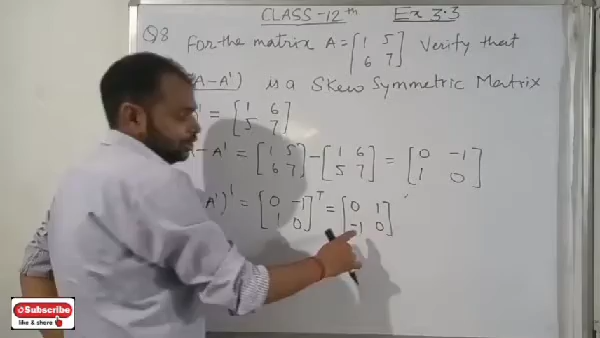 CLASS-12th Ex 3.3
Q8 For the matrix A = [1 5 Verify that
6 7]
(A-A') is a Skew Symmetric Matrix
' = [1 6
5 7]
-A' = [1 5 - [1 6 = [0 -1
6 7] 5 7] 1 0]
A')' = [0 -1 T = [0 1
1 0] -1 0]
Subscribe
like & share